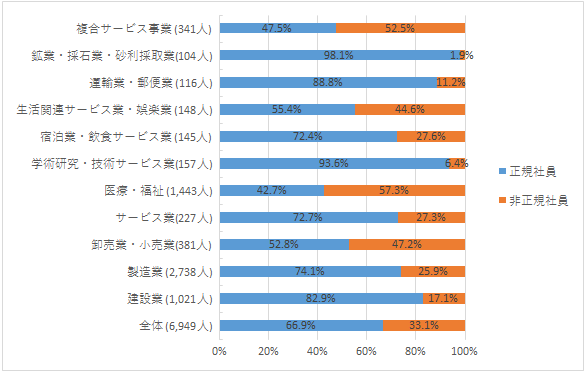 複合サービス事業 (341人) 47.5% 52.5%
鉱業・採石業・砂利採取業(104人) 98.1% 1.9%
運輸業・郵便業 (116人) 88.8% 11.2%
生活関連サービス業・娯楽業 (148人) 55.4% 44.6%
宿泊業・飲食サービス業 (145人) 72.4% 27.6%
学術研究・技術サービス業(157人) 93.6% 6.4%
医療・福祉 (1,443人) 42.7% 57.3%
サービス業(227人) 72.7% 27.3%
卸売業・小売業(381人) 52.8% 47.2%
製造業 (2,738人) 74.1% 25.9%
建設業 (1,021人) 82.9% 17.1%
全体 (6,949人) 66.9% 33.1%
0% 20% 40% 60% 80% 100%
正規社員
非正規社員